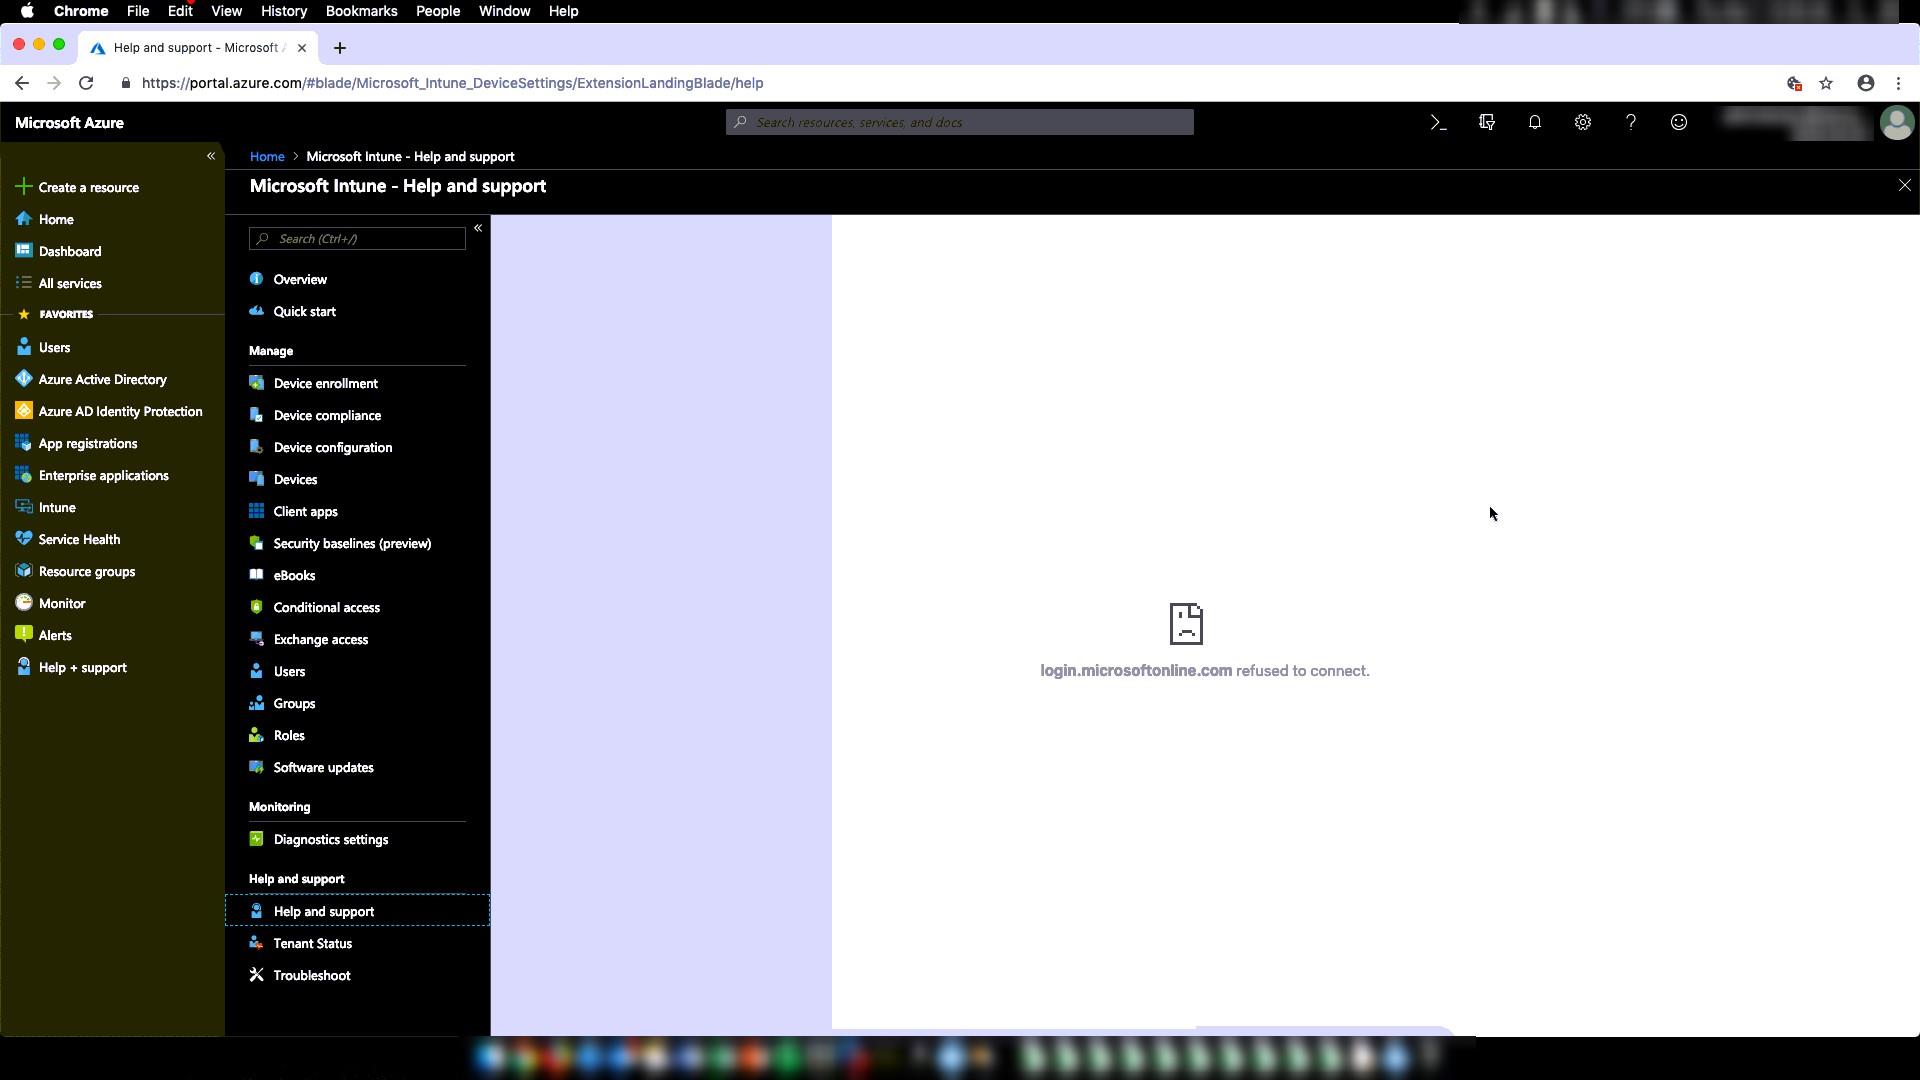 Chrome File Edit View History Bookmarks People Window Help
Help and support - Microsoft
https://portal.azure.com/#blade/Microsoft_Intune_DeviceSettings/ExtensionLandingBlade/help
Microsoft Azure
Search resources, services, and docs
Home > Microsoft Intune - Help and support
Microsoft Intune - Help and support
Create a resource
Home
Dashboard
All services
FAVORITES
Users
Azure Active Directory
Azure AD Identity Protection
App registrations
Enterprise applications
Intune
Service Health
Resource groups
Monitor
Alerts
Help + support
Search (Ctrl+/)
Overview
Quick start
Manage
Device enrollment
Device compliance
Device configuration
Devices
Client apps
Security baselines (preview)
eBooks
Conditional access
Exchange access
Users
Groups
Roles
Software updates
Monitoring
Diagnostics settings
Help and support
Help and support
Tenant Status
Troubleshoot
login.microsoftonline.com refused to connect.